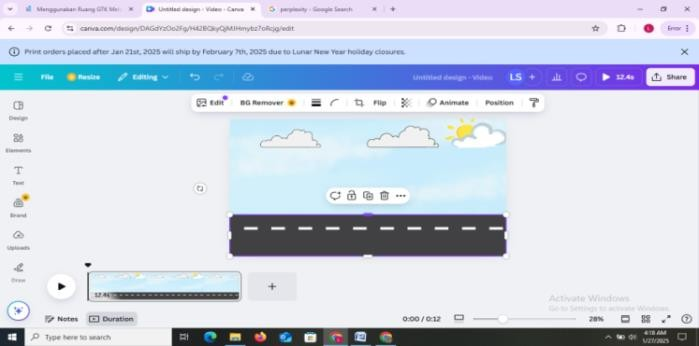 Menggunakan Ruang GTK Mel
Untitled design - Video - Canva
perplexity - Google Search
canva.com/design/
Error
Print orders placed after Jan 21st, 2025 will ship by February 7th, 2025 due to Lunar New Year holiday closures.
File
Resize
Editing
Untitled design - Video
LS
12.4s
Share
Edit
BG Remover
Flip
Animate
Position
Design
Elements
Text
Brand
Uploads
Draw
12.4s
Notes
Duration
0:00 / 0:12
28%
Activate Windows
Go to Settings to activate Windows.
Type here to search
4:18 AM
1/27/2025